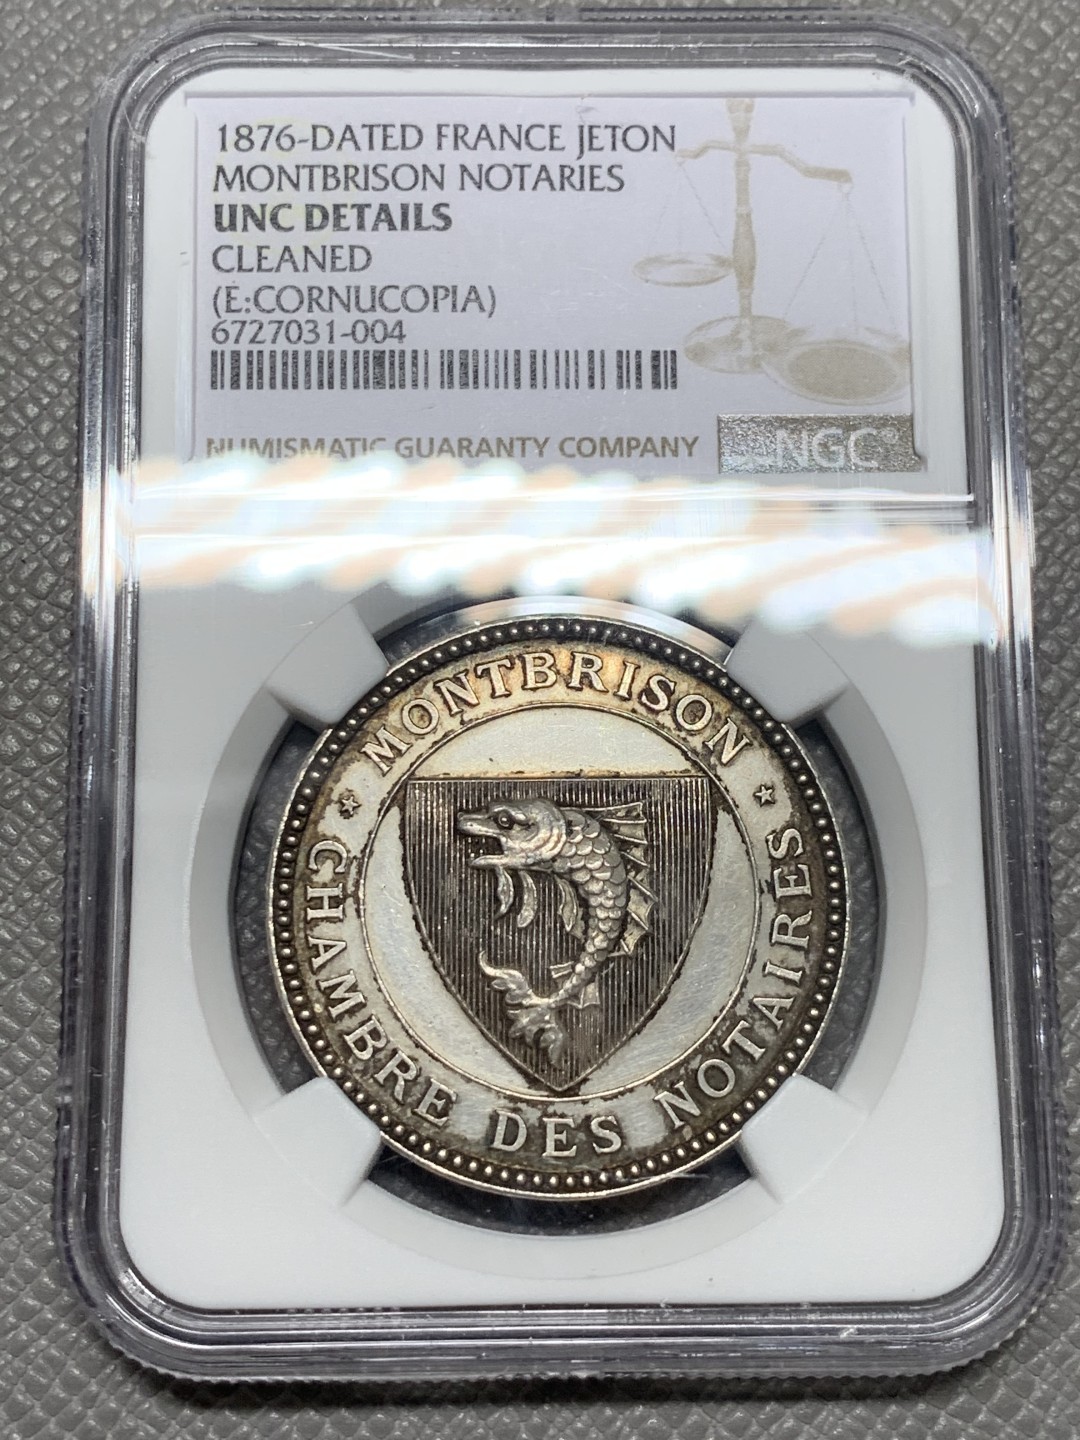 1876-DATED FRANCE JETON
MONTBRISON NOTARIES
UNC DETAILS
CLEANED
(E:CORNUCOPIA)
6727031-004
NUMISMATIC GUARANTY COMPANY
NGC®
MONTBRISON
* CHAMBRE DES NOTAIRES *